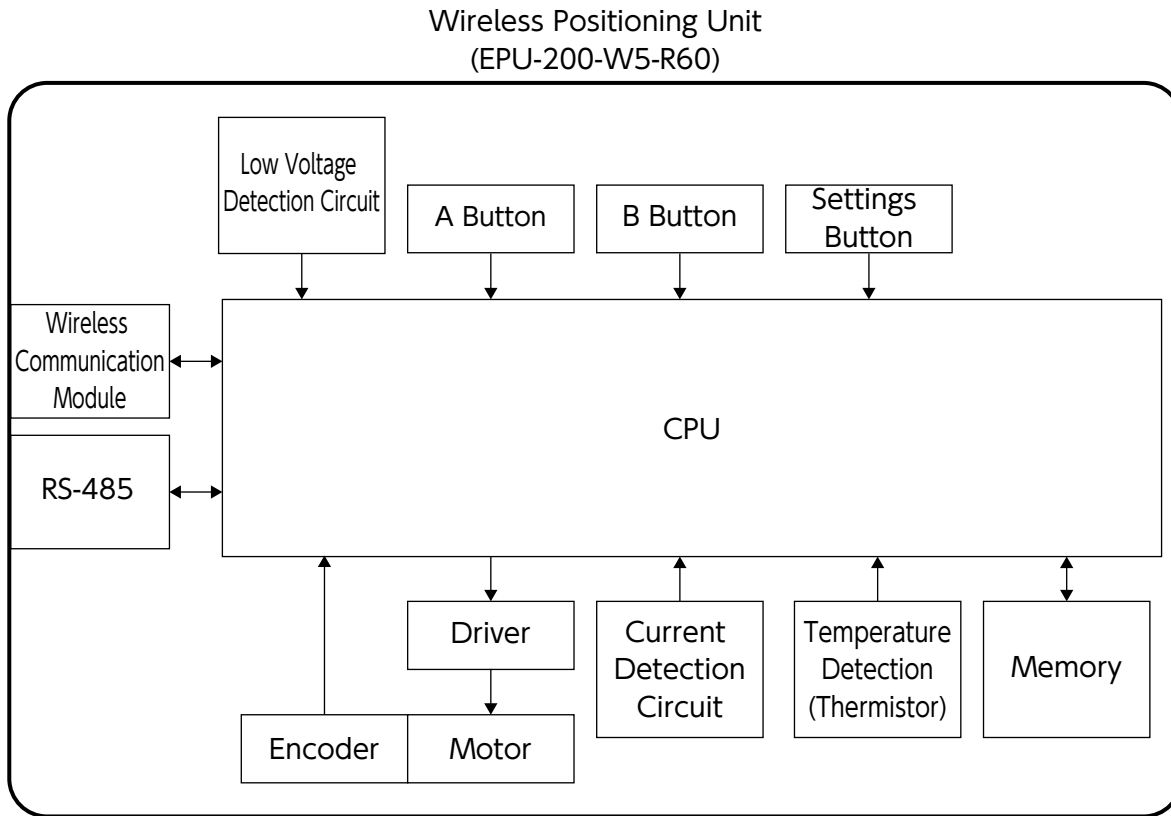 Wireless Positioning Unit
(EPU-200-W5-R60)
Low Voltage
Detection Circuit
A Button
B Button
Settings
Button
Wireless
Communication
Module
CPU
RS-485
Driver
Current
Detection
Circuit
Temperature
Detection
(Thermistor)
Memory
Encoder
Motor